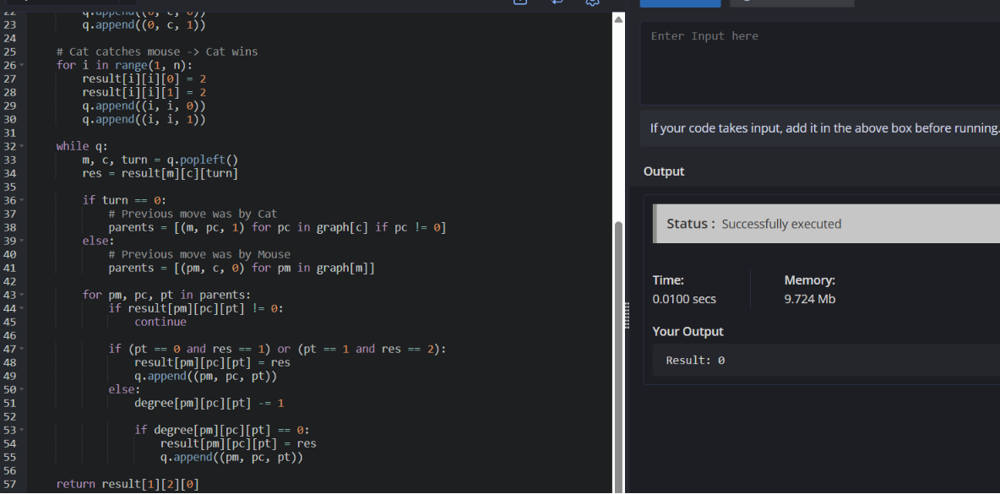 22 q.append((0, c, 0))
23 q.append((0, c, 1))
24
25 # Cat catches mouse -> Cat wins
26 for i in range(1, n):
27 result[i][i][0] = 2
28 result[i][i][1] = 2
29 q.append((i, i, 0))
30 q.append((i, i, 1))
31
32 while q:
33 m, c, turn = q.popleft()
34 res = result[m][c][turn]
35
36 if turn == 0:
37 # Previous move was by Cat
38 parents = [(m, pc, 1) for pc in graph[c] if pc != 0]
39 else:
40 # Previous move was by Mouse
41 parents = [(pm, c, 0) for pm in graph[m]]
42
43 for pm, pc, pt in parents:
44 if result[pm][pc][pt] != 0:
45 continue
46
47 if (pt == 0 and res == 1) or (pt == 1 and res == 2):
48 result[pm][pc][pt] = res
49 q.append((pm, pc, pt))
50 else:
51 degree[pm][pc][pt] -= 1
52
53 if degree[pm][pc][pt] == 0:
54 result[pm][pc][pt] = res
55 q.append((pm, pc, pt))
56
57 return result[1][2][0]
Enter Input here
If your code takes input, add it in the above box before running.
Output
Status : Successfully executed
Time: Memory:
0.0100 secs 9.724 Mb
Your Output
Result: 0